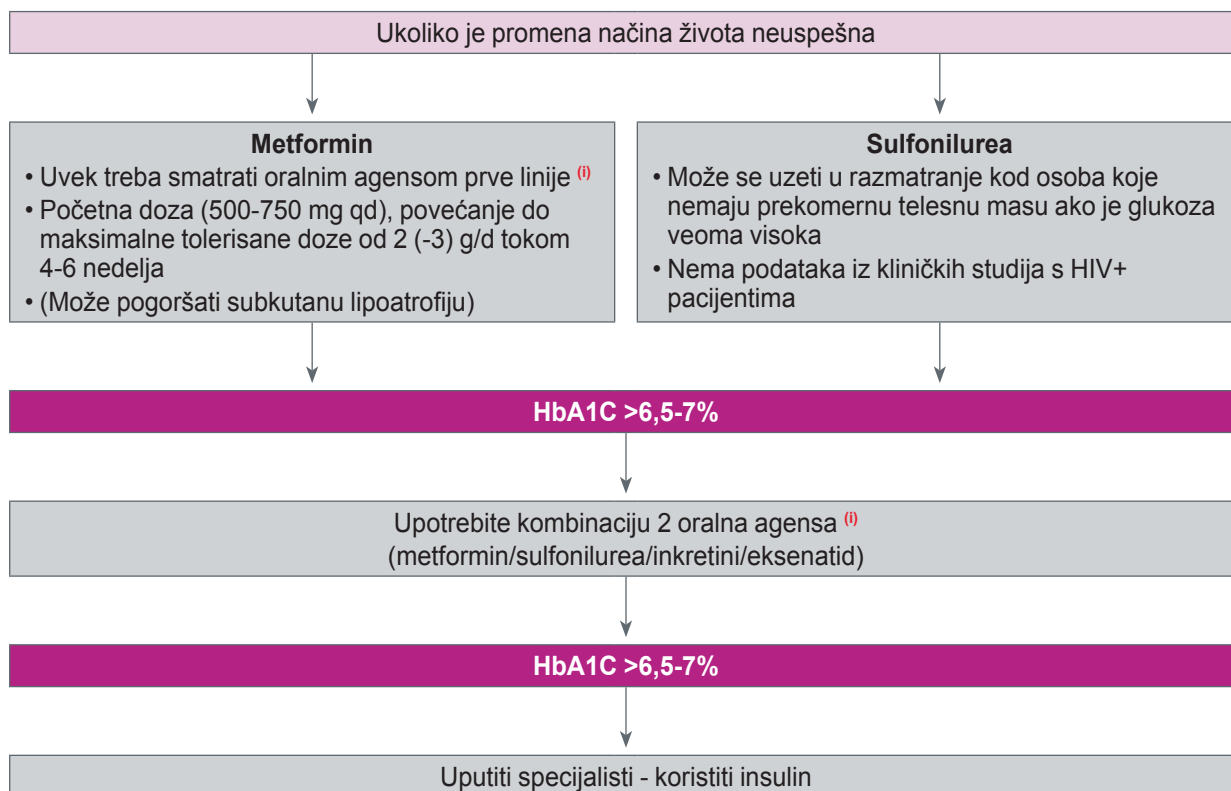 Ukoliko je promena načina života neuspešna
Metformin
• Uvek treba smatrati oralnim agensom prve linije (i)
• Početna doza (500-750 mg qd), povećanje do
maksimalne tolerisane doze od 2 (-3) g/d tokom
4-6 nedelja
• (Može pogoršati subkutanu lipoatrofiju)
Sulfonilurea
• Može se uzeti u razmatranje kod osoba koje
nemaju prekomernu telesnu masu ako je glukoza
veoma visoka
• Nema podataka iz kliničkih studija s HIV+
pacijentima
HbA1C >6,5-7%
Upotrebite kombinaciju 2 oralna agensa (i)
(metformin/sulfonilurea/inkretini/eksenatid)
HbA1C >6,5-7%
Uputiti specijalisti - koristiti insulin